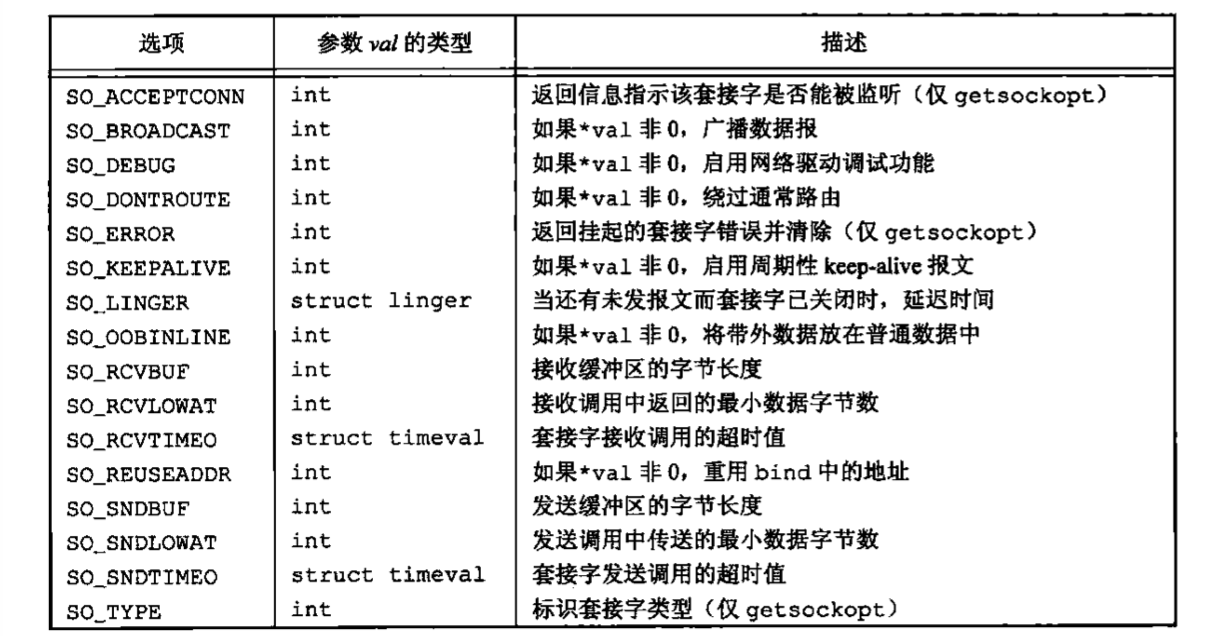 选项 参数 val 的类型 描述
SO_ACCEPTCONN int 返回信息指示该套接字是否能被监听（仅 getsockopt）
SO_BROADCAST int 如果*val 非 0，广播数据报
SO_DEBUG int 如果*val 非 0，启用网络驱动调试功能
SO_DONTROUTE int 如果*val 非 0，绕过通常路由
SO_ERROR int 返回挂起的套接字错误并清除（仅 getsockopt）
SO_KEEPALIVE int 如果*val 非 0，启用周期性 keep-alive 报文
SO_LINGER struct linger 当还有未发报文而套接字已关闭时，延迟时间
SO_OOBINLINE int 如果*val 非 0，将带外数据放在普通数据中
SO_RCVBUF int 接收缓冲区的字节长度
SO_RCVLOWAT int 接收调用中返回的最小数据字节数
SO_RCVTIMEO struct timeval 套接字接收调用的超时值
SO_REUSEADDR int 如果*val 非 0，重用 bind 中的地址
SO_SNDBUF int 发送缓冲区的字节长度
SO_SNDLOWAT int 发送调用中传送的最小数据字节数
SO_SNDTIMEO struct timeval 套接字发送调用的超时值
SO_TYPE int 标识套接字类型（仅 getsockopt）